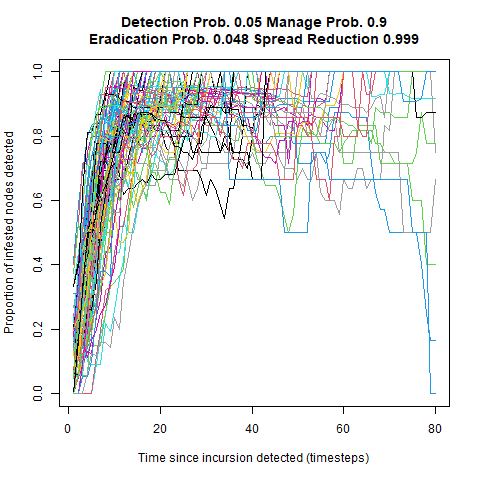 Detection Prob. 0.05 Manage Prob. 0.9
Eradication Prob. 0.048 Spread Reduction 0.999
Proportion of infested nodes detected
1.0
0.8
0.6
0.4
0.2
0.0
0 20 40 60 80
Time since incursion detected (timesteps)